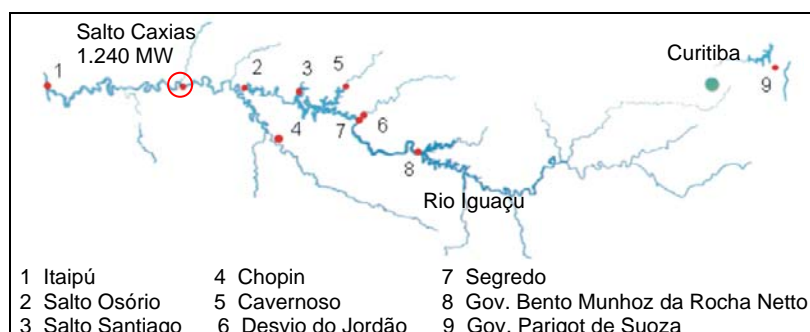 Salto Caxias
1.240 MW
Curitiba
1
2
3
5
9
4
7
6
8
Rio Iguaçu
1 Itaipú 4 Chopin 7 Segredo
2 Salto Osório 5 Cavernoso 8 Gov. Bento Munhoz da Rocha Netto
3 Salto Santiago 6 Desvio do Jordão 9 Gov. Parigot de Suoza